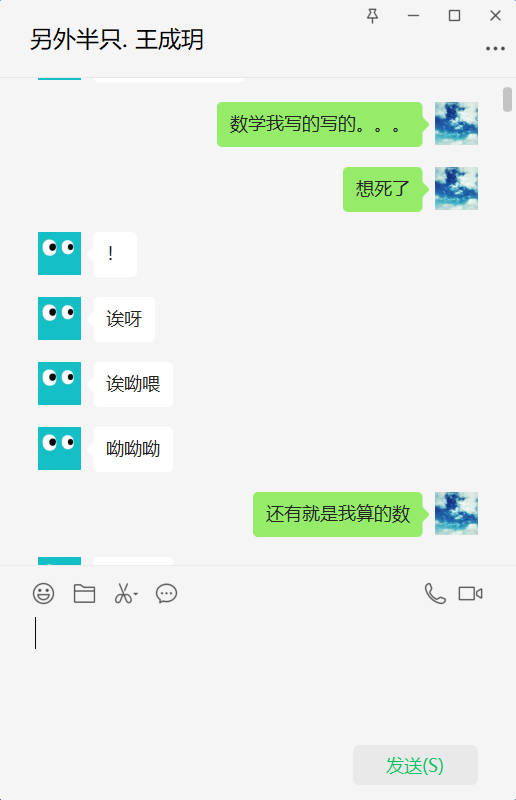 另外半只. 王成玥
数学我写的写的。。。
想死了
！
诶呀
诶呦喂
呦呦呦
还有就是我算的数
发送(S)